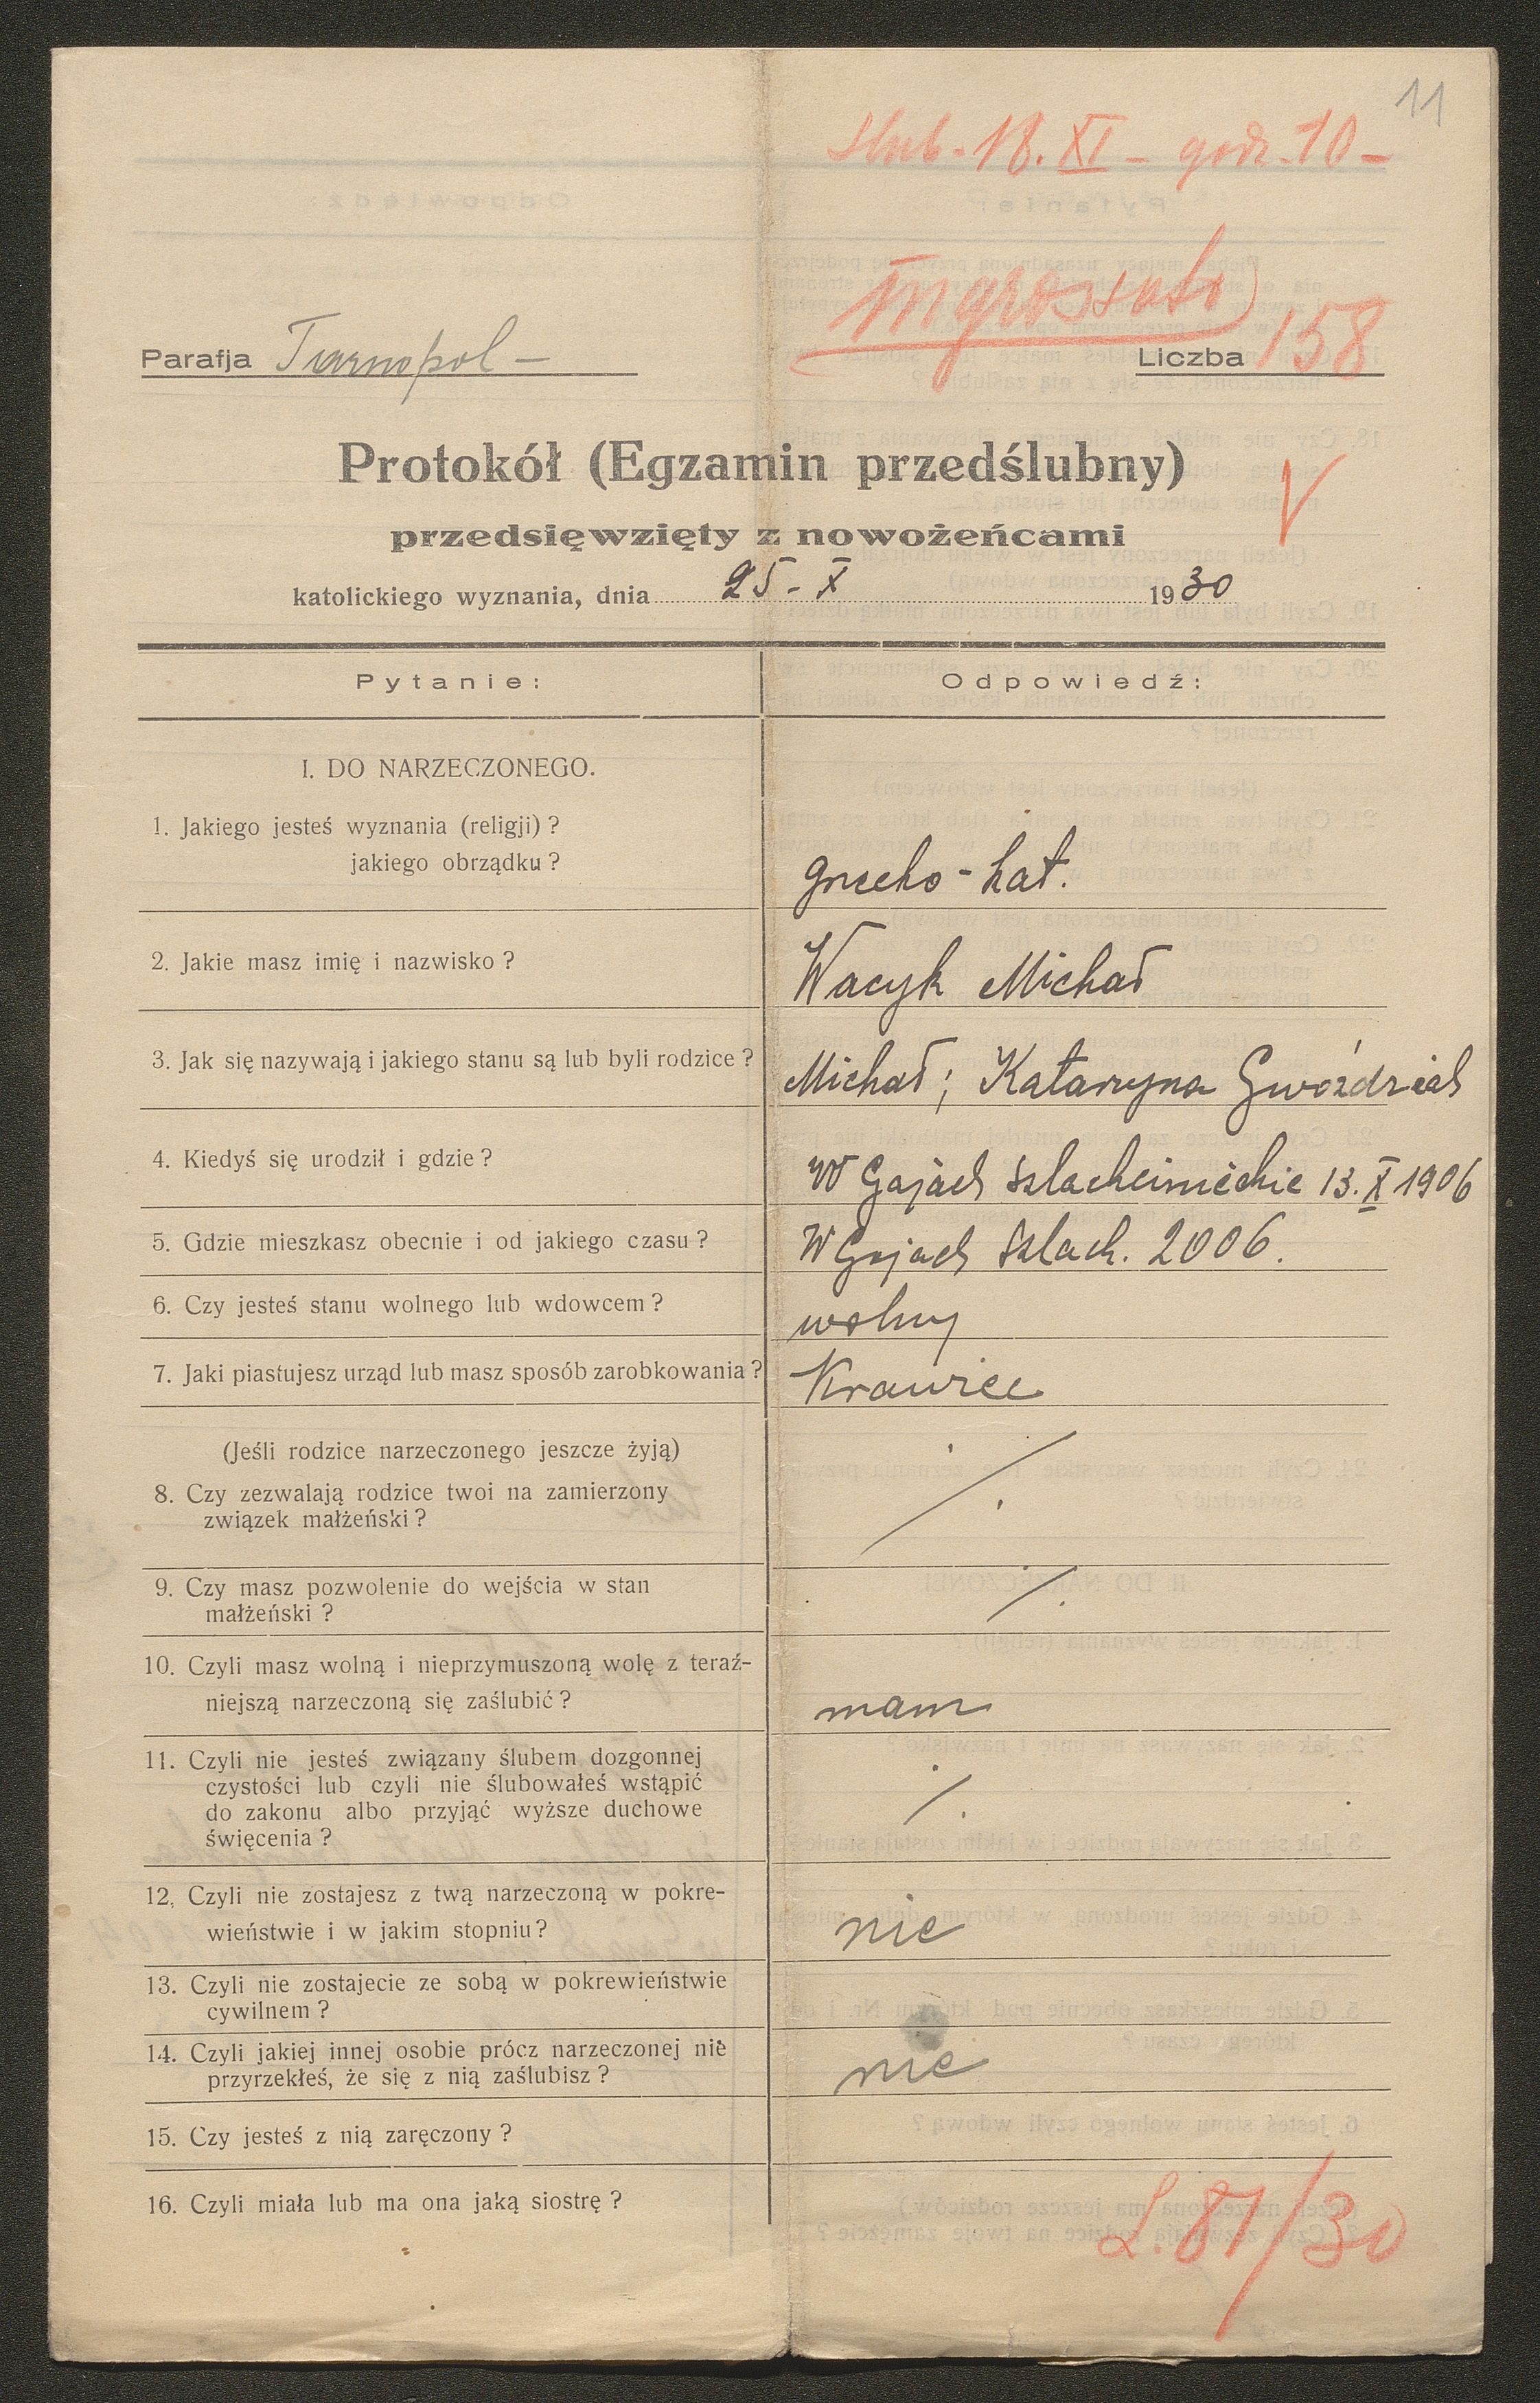 11
Ślub - 18. XI - godz. 10 -
Ingrossato
Parafja Tarnopol - Liczba 158
Protokół (Egzamin przedślubny)
V
przedsięwzięty z nowożeńcami
katolickiego wyznania, dnia 25 - X 1930
Pytanie: Odpowiedź:
I. DO NARZECZONEGO.
1. Jakiego jesteś wyznania (religji) ?
jakiego obrządku ? grecko - kat.
2. Jakie masz imię i nazwisko ? Wacyk Michał
3. Jak się nazywają i jakiego stanu są lub byli rodzice ? Michał ; Katarzyna
4. Kiedyś się urodził i gdzie ? W Gajach 13. X 1906
5. Gdzie mieszkasz obecnie i od jakiego czasu ? W Gajach Szlach. 2006.
6. Czy jesteś stanu wolnego lub wdowcem ? wolny
7. Jaki piastujesz urząd lub masz sposób zarobkowania ? Krawiec
(Jeśli rodzice narzeczonego jeszcze żyją)
8. Czy zezwalają rodzice twoi na zamierzony
związek małżeński ? ·/.
9. Czy masz pozwolenie do wejścia w stan
małżeński ? ·/.
10. Czyli masz wolną i nieprzymuszoną wolę z teraź-
niejszą narzeczoną się zaślubić ? mam
11. Czyli nie jesteś związany ślubem dozgonnej
czystości lub czyli nie ślubowałeś wstąpić
do zakonu albo przyjąć wyższe duchowe
święcenia ? ·/.
12. Czyli nie zostajesz z twą narzeczoną w pokre-
wieństwie i w jakim stopniu ? nie
13. Czyli nie zostajecie ze sobą w pokrewieństwie
cywilnem ?
14. Czyli jakiej innej osobie prócz narzeczonej nie
przyrzekłeś, że się z nią zaślubisz ? nie
15. Czy jesteś z nią zaręczony ?
16. Czyli miała lub ma ona jaką siostrę ?
L. 87/30